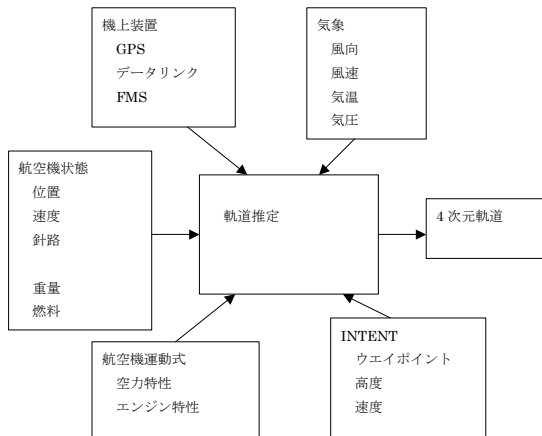 機上装置
GPS
データリンク
FMS
気象
風向
風速
気温
気圧
航空機状態
位置
速度
針路
重量
燃料
軌道推定
4 次元軌道
航空機運動式
空力特性
エンジン特性
INTENT
ウエイポイント
高度
速度